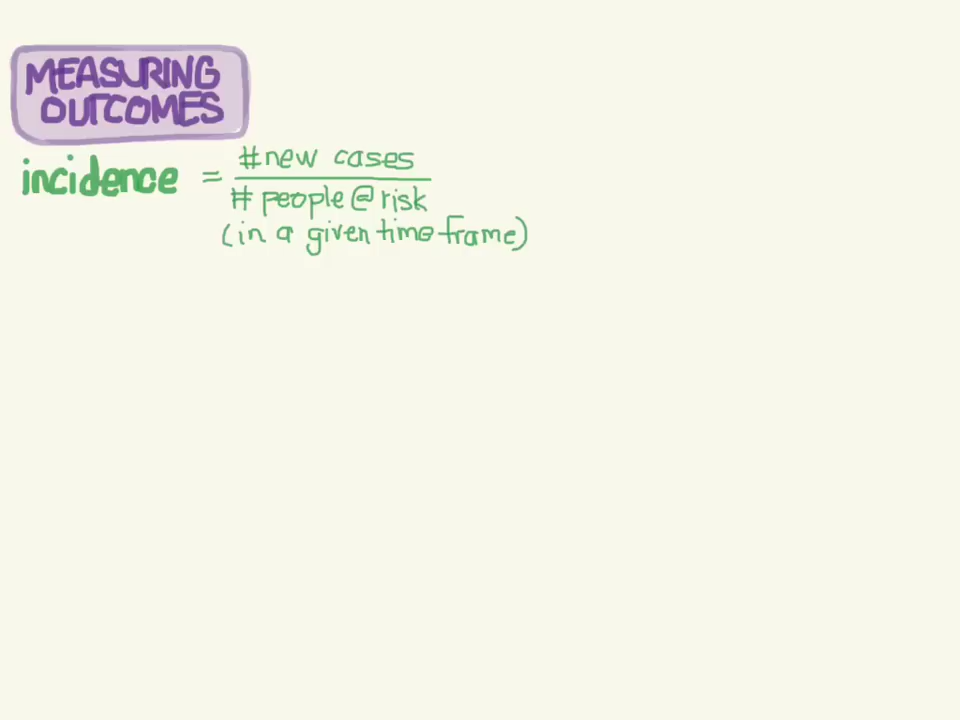 MEASURING
OUTCOMES
incidence = #new cases
# people @ risk
(in a given time frame)